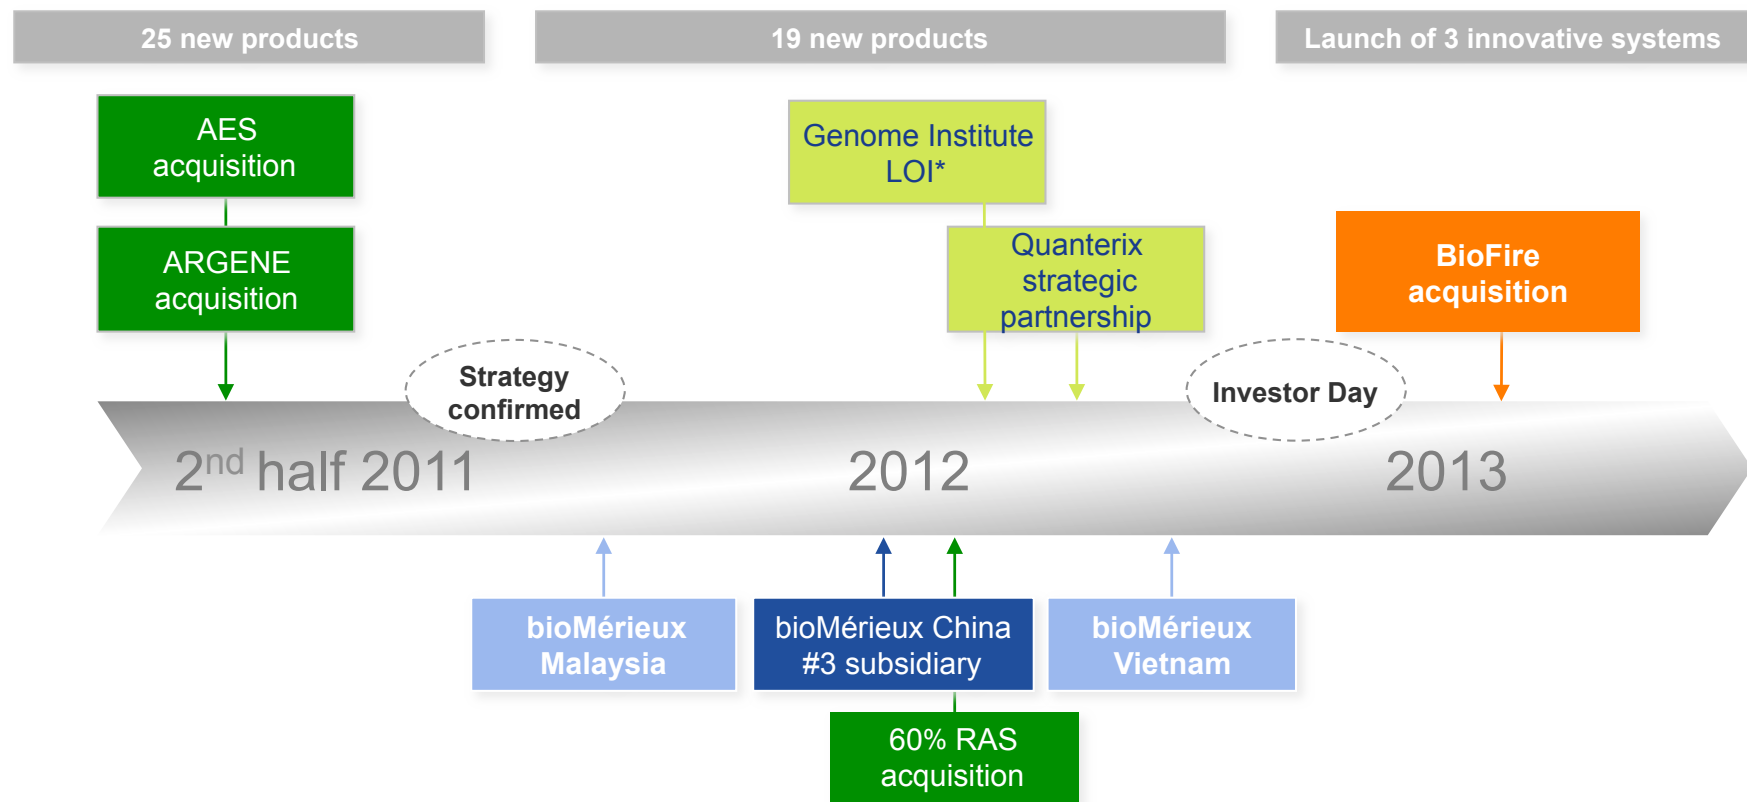 25 new products
19 new products
Launch of 3 innovative systems
AES
acquisition
ARGENE
acquisition
Genome Institute
LOI*
Quanterix
strategic
partnership
BioFire
acquisition
Strategy
confirmed
Investor Day
2nd half 2011
2012
2013
bioMérieux
Malaysia
bioMérieux China
#3 subsidiary
bioMérieux
Vietnam
60% RAS
acquisition